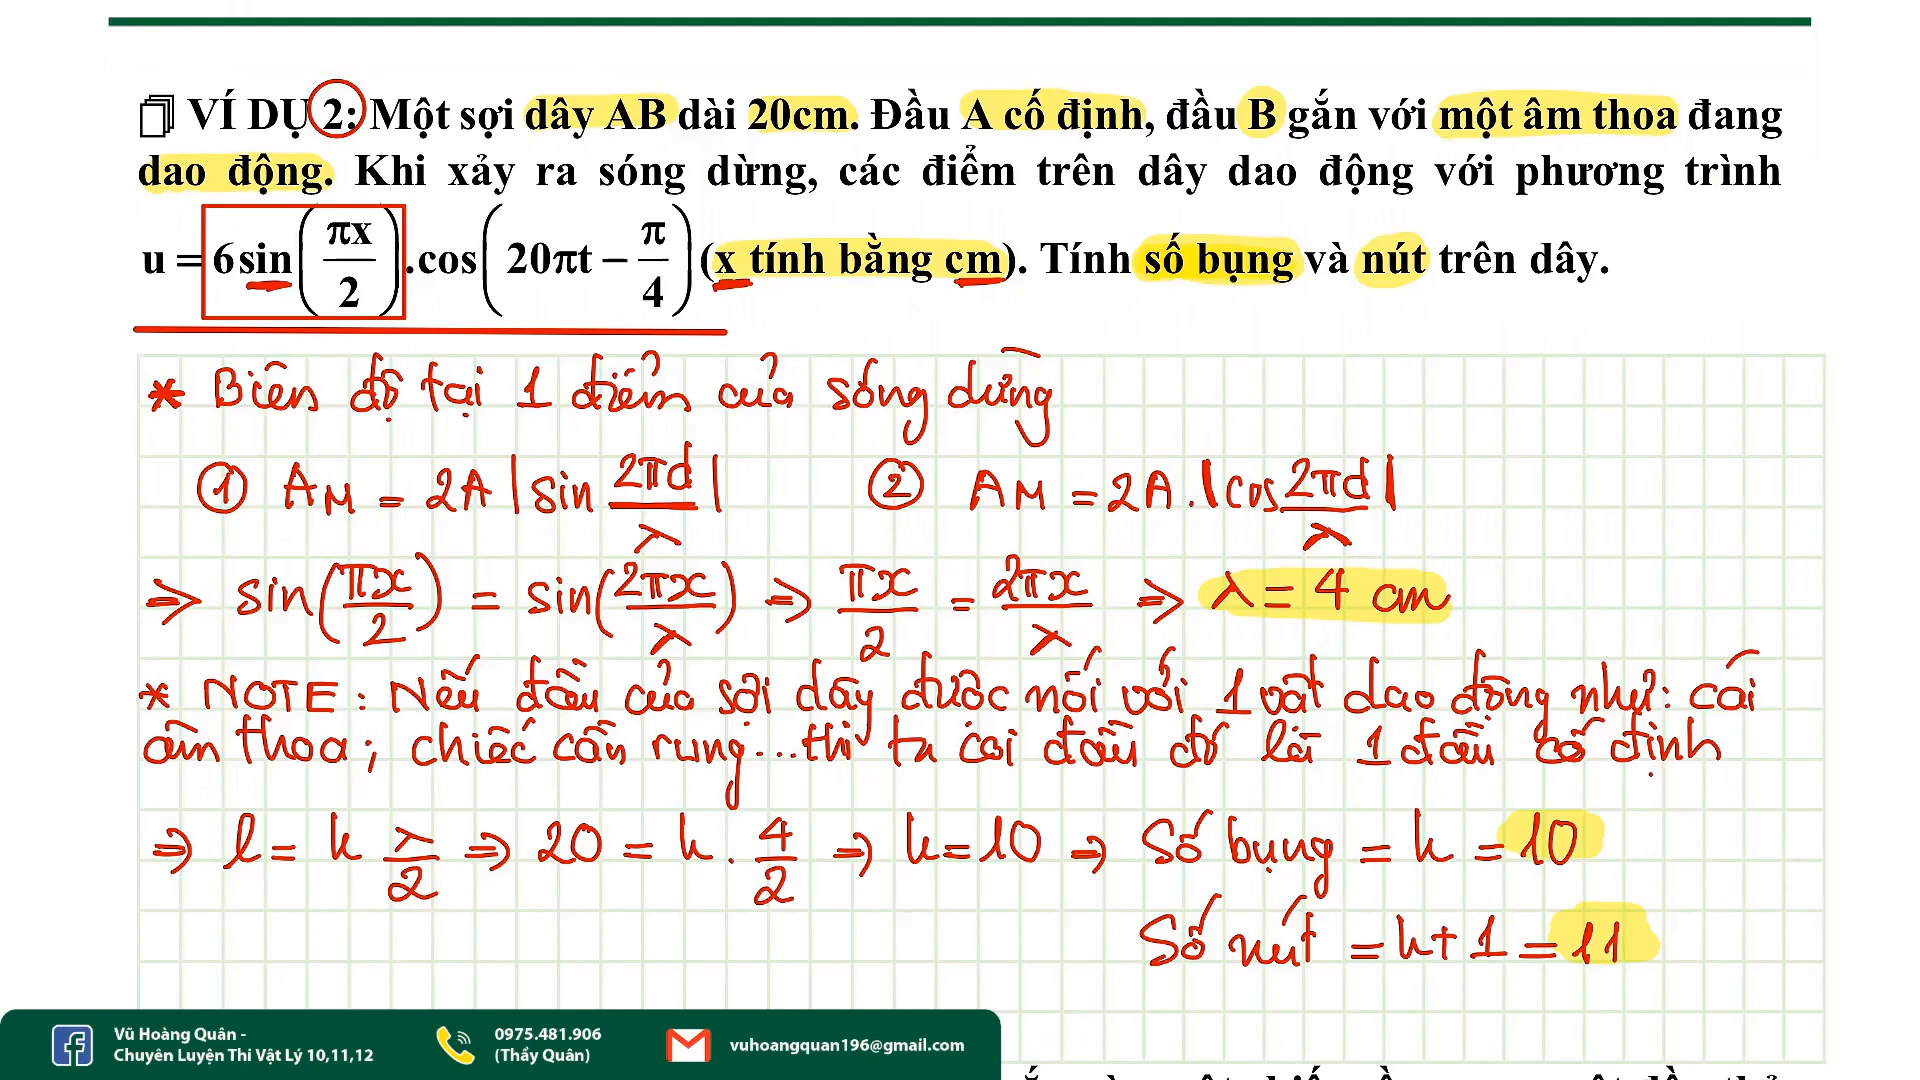 VÍ DỤ 2: Một sợi dây AB dài 20cm. Đầu A cố định, đầu B gắn với một âm thoa đang
dao động. Khi xảy ra sóng dừng, các điểm trên dây dao động với phương trình
u = 6sin(πx/2).cos(20πt − π/4) (x tính bằng cm). Tính số bụng và nút trên dây.
* Biên độ tại 1 điểm của sóng dừng
① A_M = 2A |sin 2πd/λ| ② A_M = 2A.|cos 2πd/λ|
⇒ sin(πx/2) = sin(2πx/λ) ⇒ πx/2 = 2πx/λ ⇒ λ = 4 cm
* NOTE: Nếu đầu của sợi dây được nối với 1 vật dao động như: cái
âm thoa; chiếc cần rung... thì ta coi đầu đó là 1 đầu cố định
⇒ l = k λ/2 ⇒ 20 = k . 4/2 ⇒ k = 10 ⇒ Số bụng = k = 10
Số nút = k + 1 = 11
Vũ Hoàng Quân -
Chuyên Luyện Thi Vật Lý 10,11,12
0975.481.906
(Thầy Quân)
vuhoangquan196@gmail.com